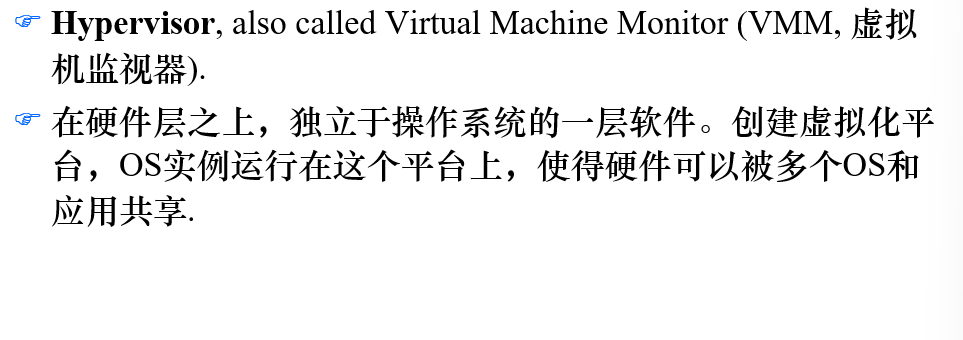 Hypervisor, also called Virtual Machine Monitor (VMM, 虚拟
机监视器).
在硬件层之上，独立于操作系统的一层软件。创建虚拟化平
台，OS实例运行在这个平台上，使得硬件可以被多个OS和
应用共享.